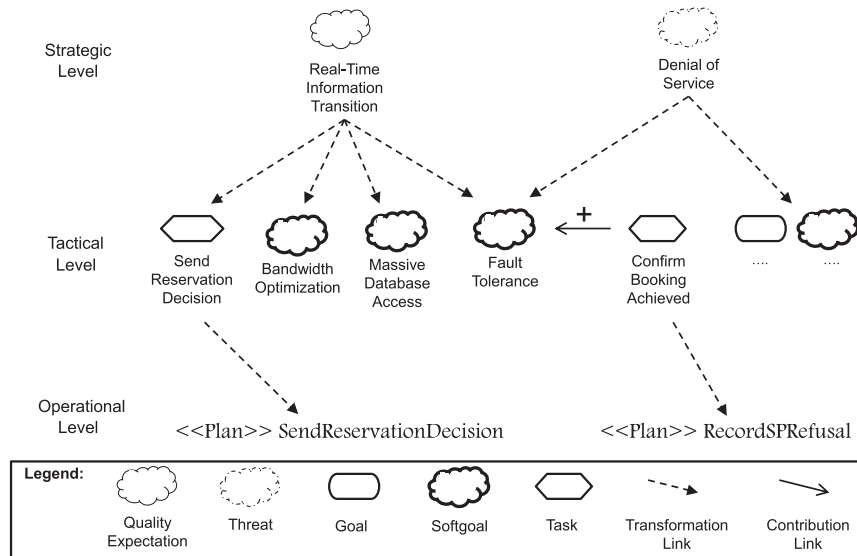 Strategic
Level
Real-Time
Information
Transition
Denial of
Service
Tactical
Level
Send
Reservation
Decision
Bandwidth
Optimization
Massive
Database
Access
Fault
Tolerance
+
Confirm
Booking
Achieved
....
....
Operational
Level
<<Plan>> SendReservationDecision
<<Plan>> RecordSPRefusal
Legend:
Quality
Expectation
Threat
Goal
Softgoal
Task
Transformation
Link
Contribution
Link